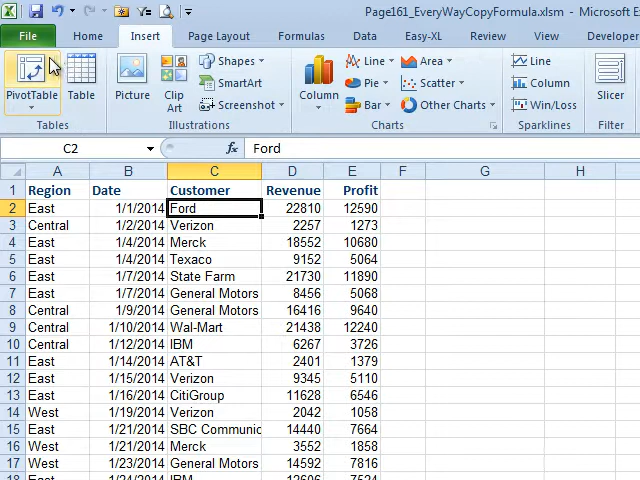 Page161_EveryWayCopyFormula.xlsm - Microsoft E
File Home Insert Page Layout Formulas Data Easy-XL Review View Developer
PivotTable Table Picture Clip Art Shapes SmartArt Screenshot Column Line Pie Bar Area Scatter Other Charts Line Column Win/Loss Slicer
Tables Illustrations Charts Sparklines Filter
C2 fx Ford
A B C D E F G H
1 Region Date Customer Revenue Profit
2 East 1/1/2014 Ford 22810 12590
3 Central 1/2/2014 Verizon 2257 1273
4 East 1/4/2014 Merck 18552 10680
5 East 1/4/2014 Texaco 9152 5064
6 East 1/7/2014 State Farm 21730 11890
7 East 1/7/2014 General Motors 8456 5068
8 Central 1/9/2014 General Motors 16416 9640
9 Central 1/10/2014 Wal-Mart 21438 12240
10 Central 1/12/2014 IBM 6267 3726
11 East 1/14/2014 AT&T 2401 1379
12 East 1/15/2014 Verizon 9345 5110
13 East 1/16/2014 CitiGroup 11628 6546
14 West 1/19/2014 Verizon 2042 1058
15 East 1/21/2014 SBC Communic 14440 7664
16 West 1/21/2014 Merck 3552 1858
17 West 1/23/2014 General Motors 14592 7816
18 East 1/24/2014 IBM 12606 7524